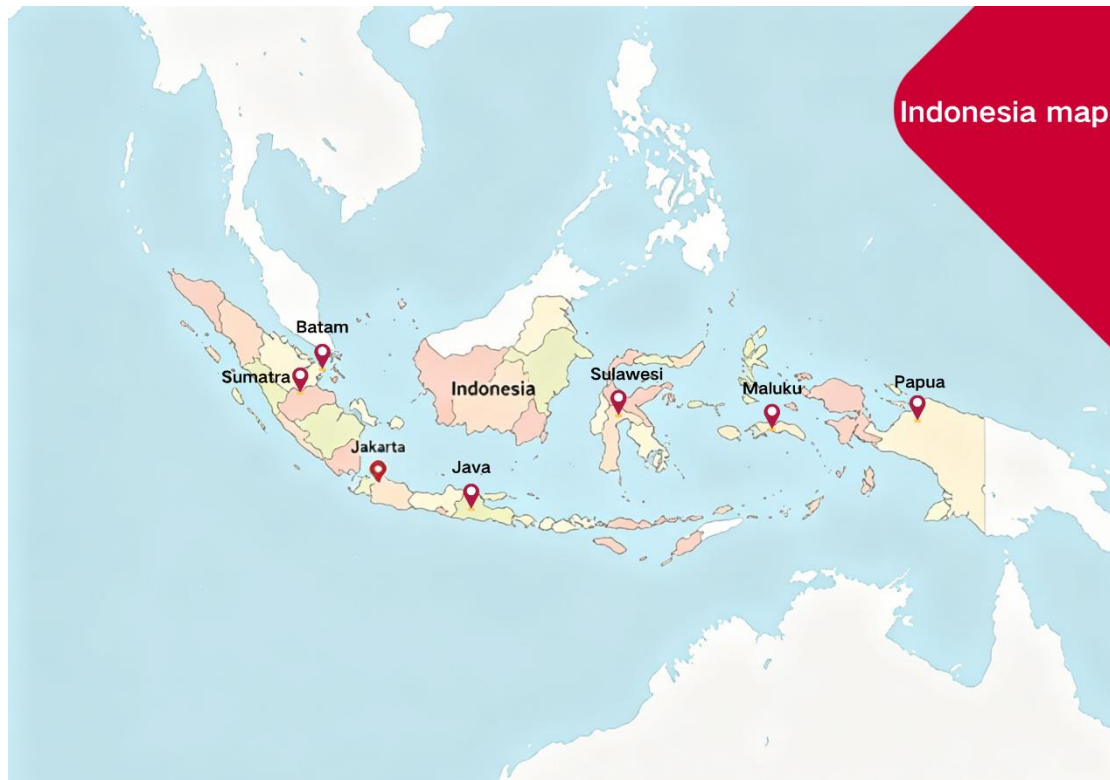 Indonesia map
Batam
Sumatra
Indonesia
Sulawesi
Maluku
Papua
Jakarta
Java